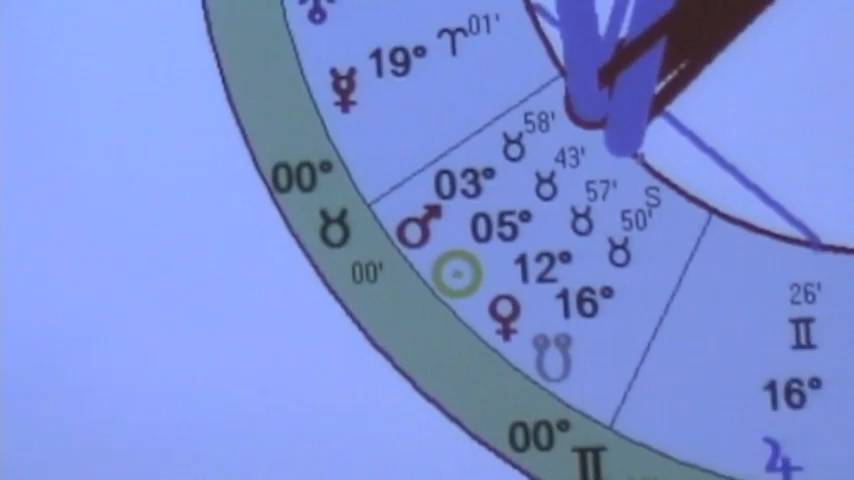 ♅
☿ 19° ♈ 01'
00° ♉ 00'
♂ 03° ♉ 58'
☉ 05° ♉ 43'
♀ 12° ♉ 57'
☋ 16° ♉ 50' S
00° ♊
26' ♊ 16° ♃